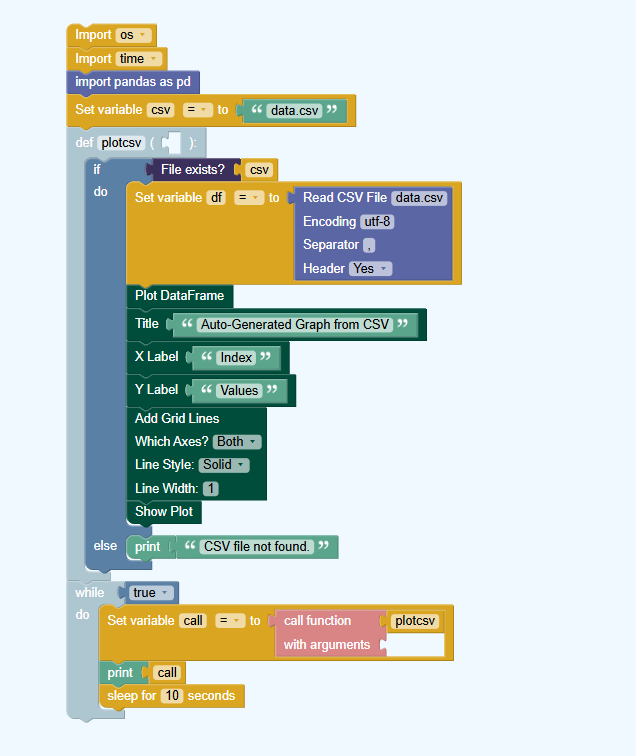 Import os
Import time
import pandas as pd
Set variable csv = to “ data.csv ”
def plotcsv ( ):
if File exists? csv
do Set variable df = to Read CSV File data.csv
Encoding utf-8
Separator ,
Header Yes
Plot DataFrame
Title “ Auto-Generated Graph from CSV ”
X Label “ Index ”
Y Label “ Values ”
Add Grid Lines
Which Axes? Both
Line Style: Solid
Line Width: 1
Show Plot
else print “ CSV file not found. ”
while true
do Set variable call = to call function plotcsv
with arguments
print call
sleep for 10 seconds